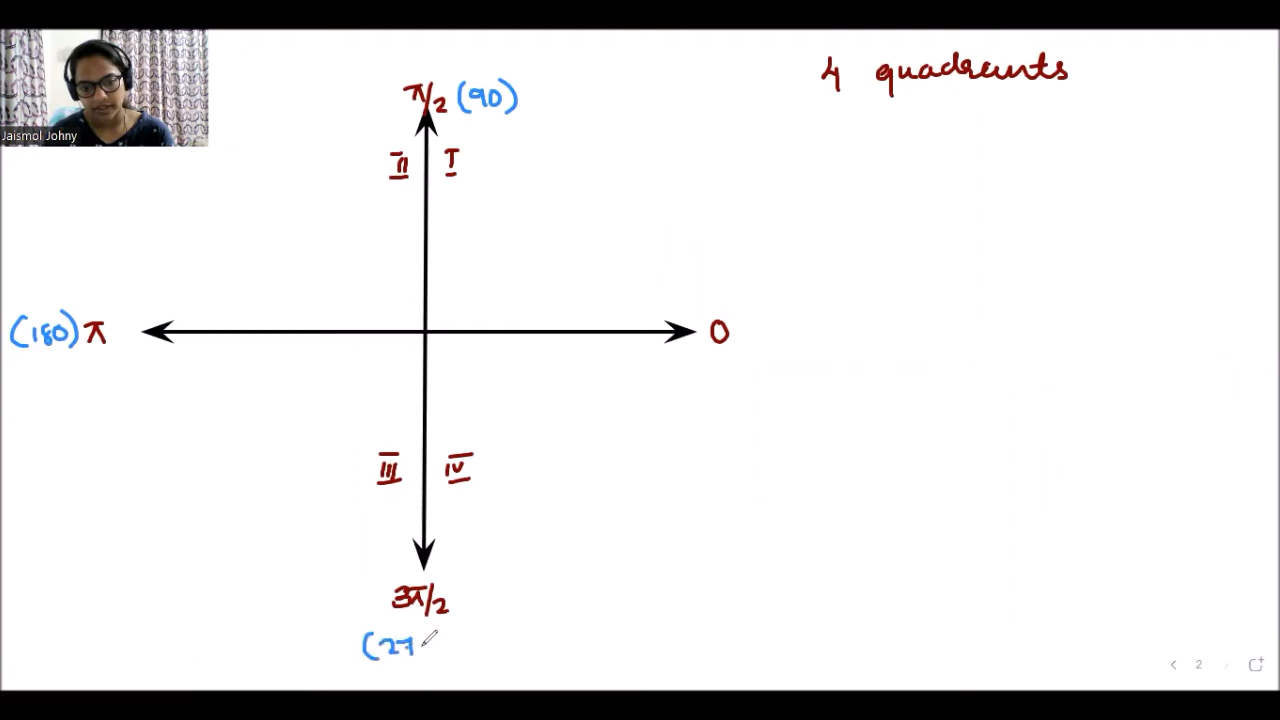 4 quadrants
π/2 (90)
II I
Jaismol Johny
(180) π 0
III IV
3π/2
(27
2